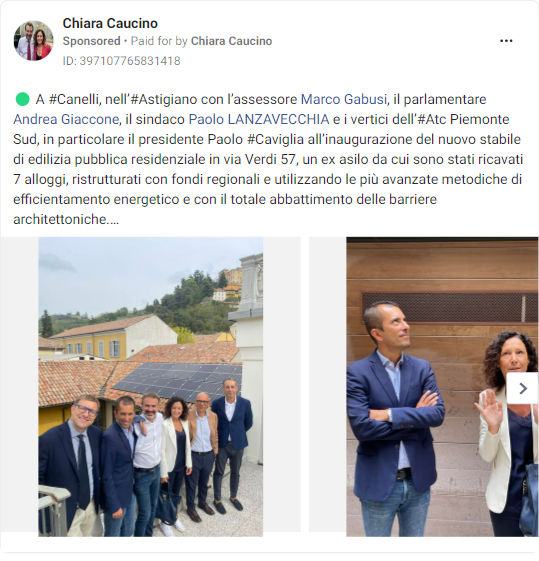 Chiara Caucino
Sponsored • Paid for by Chiara Caucino
ID: 397107765831418
A #Canelli, nell'#Astigiano con l'assessore Marco Gabusi, il parlamentare
Andrea Giaccone, il sindaco Paolo LANZAVECCHIA e i vertici dell'#Atc Piemonte
Sud, in particolare il presidente Paolo #Caviglia all'inaugurazione del nuovo stabile
di edilizia pubblica residenziale in via Verdi 57, un ex asilo da cui sono stati ricavati
7 alloggi, ristrutturati con fondi regionali e utilizzando le più avanzate metodiche di
efficientamento energetico e con il totale abbattimento delle barriere
architettoniche....